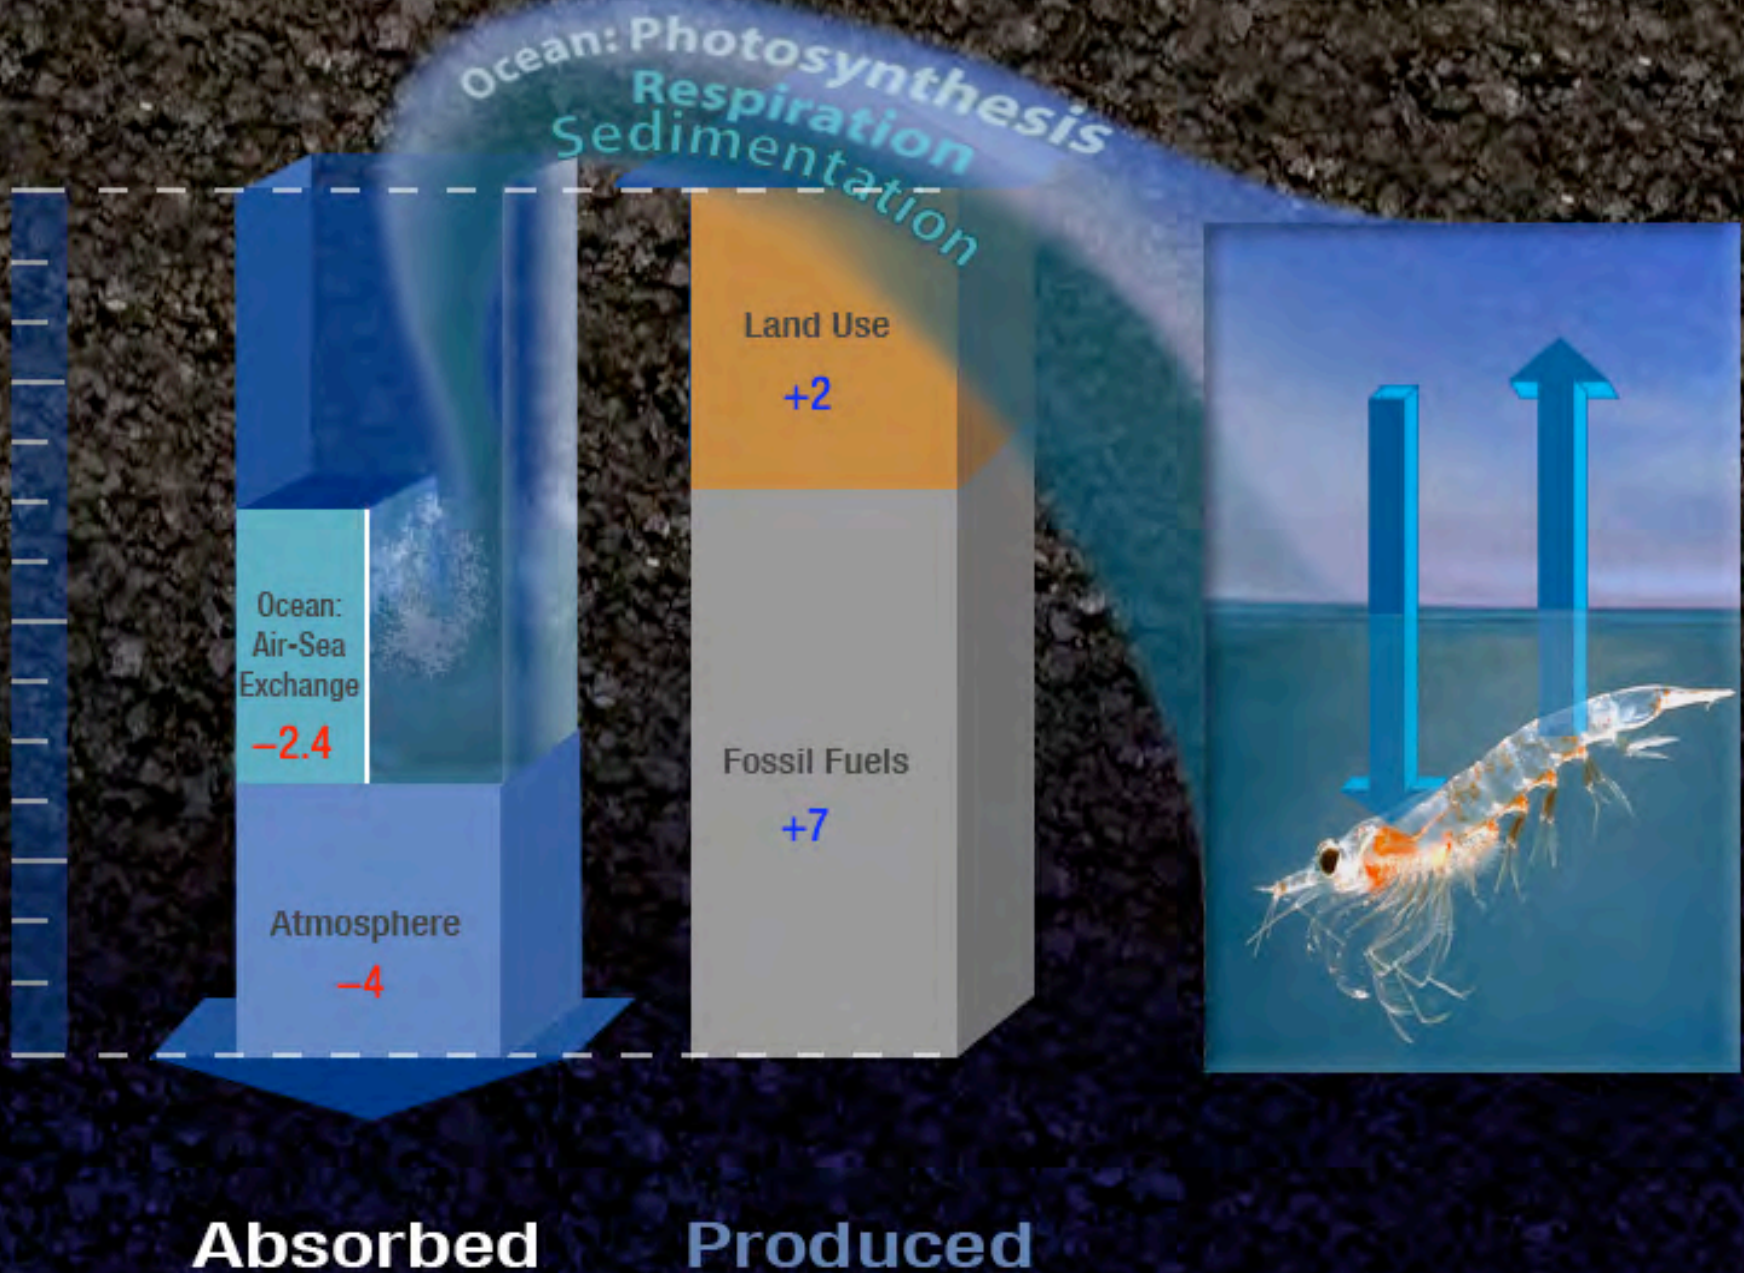 Ocean: Photosynthesis
Respiration
Sedimentation
Land Use
+2
Ocean:
Air-Sea
Exchange
–2.4
Fossil Fuels
+7
Atmosphere
–4
Absorbed
Produced